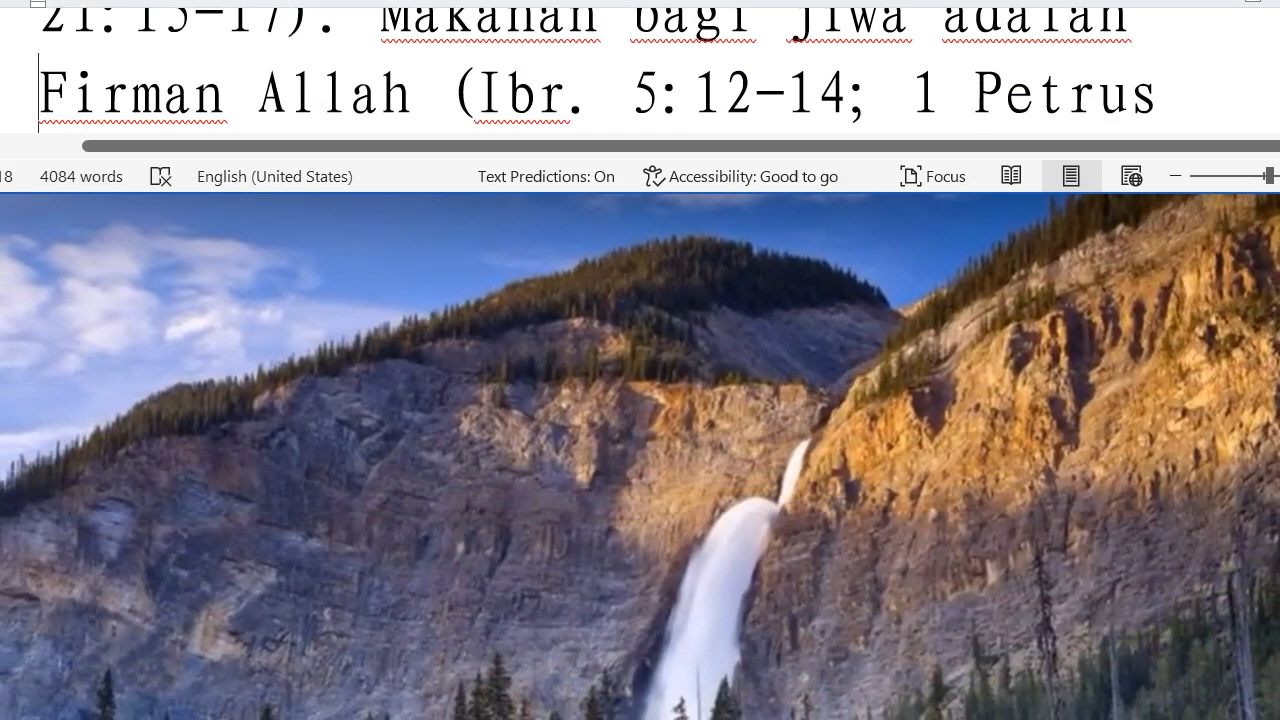 21:15-17). Makanan bagi jiwa adalah
Firman Allah (Ibr. 5:12-14; 1 Petrus
18 4084 words English (United States) Text Predictions: On Accessibility: Good to go Focus